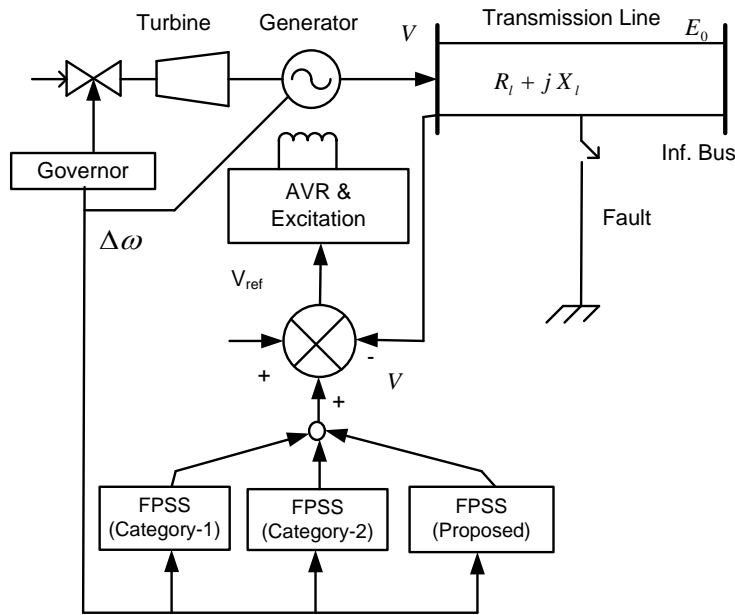 Turbine
Generator
V
Transmission Line
E₀
Rₗ + j Xₗ
Inf. Bus
Governor
AVR &
Excitation
Fault
Δω
Vref
+
-
V
+
FPSS
(Category-1)
FPSS
(Category-2)
FPSS
(Proposed)